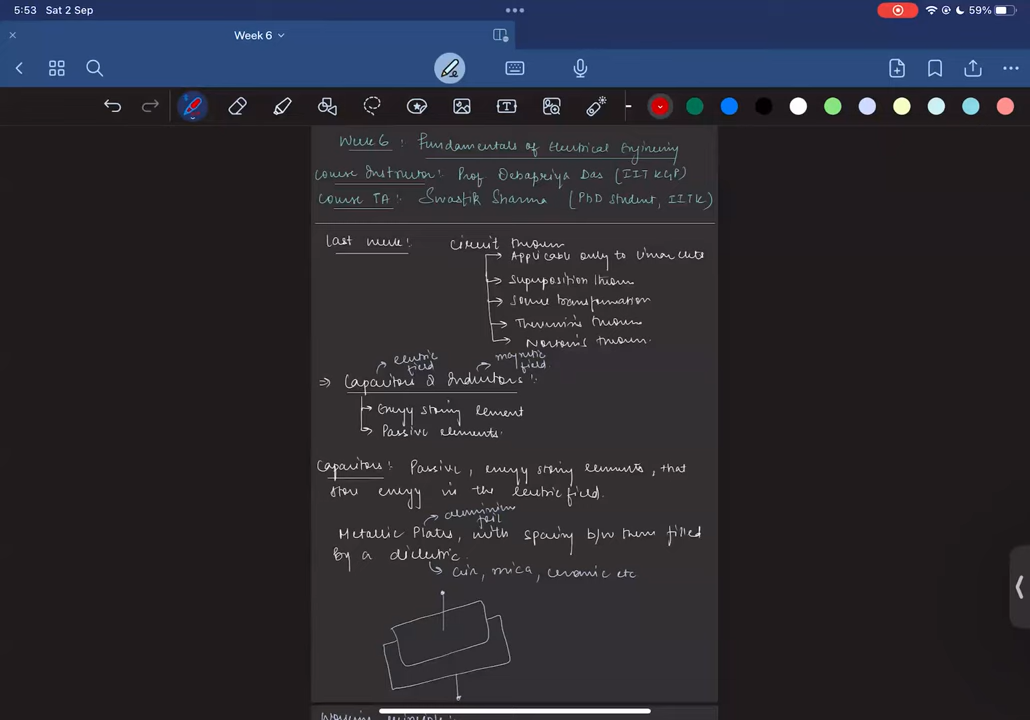 5:53 Sat 2 Sep
59%
Week 6
Week 6 : Fundamentals of Electrical Engineering
Course Instructor: Prof Debapriya Das (IIT KGP)
Course TA: Swastik Sharma (PhD Student, IITK)
Last week: Circuit theorem
Applicable only to linear ckts
Superposition theorem
Source transformation
Thevenin's theorem
Norton's theorem.
electric field
magnetic field
⇒ Capacitors & Inductors :
Energy storing element
Passive elements.
Capacitors: Passive, energy storing elements, that
store energy in the electric field.
aluminium foil
Metallic Plates, with spacing b/w them filled
by a dielectric.
air, mica, ceramic etc
Working principle: